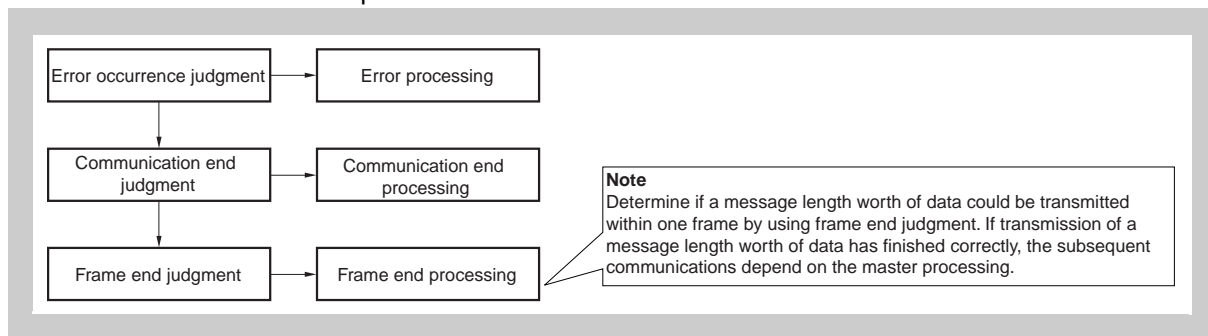 Error occurrence judgment
Error processing
Communication end
judgment
Communication end
processing
Frame end judgment
Frame end processing
Note
Determine if a message length worth of data could be transmitted
within one frame by using frame end judgment. If transmission of a
message length worth of data has finished correctly, the subsequent
communications depend on the master processing.